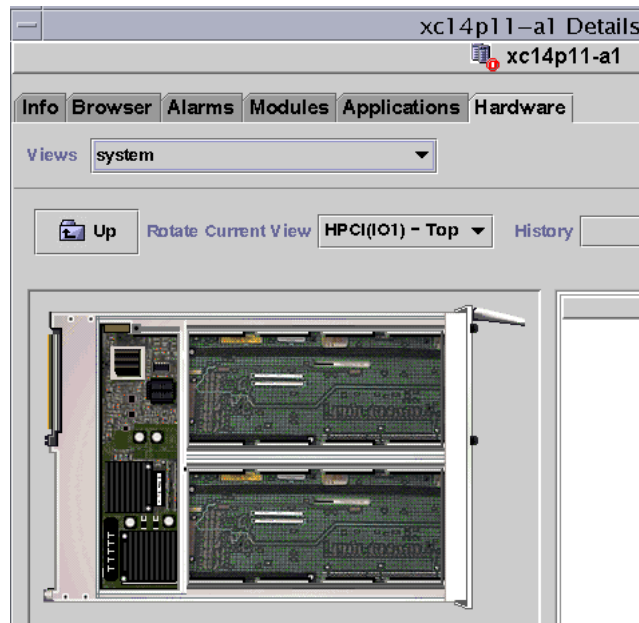 xc14p11-a1 Details
xc14p11-a1
Info Browser Alarms Modules Applications Hardware
Views system
Up Rotate Current View HPCI(IO1) - Top History